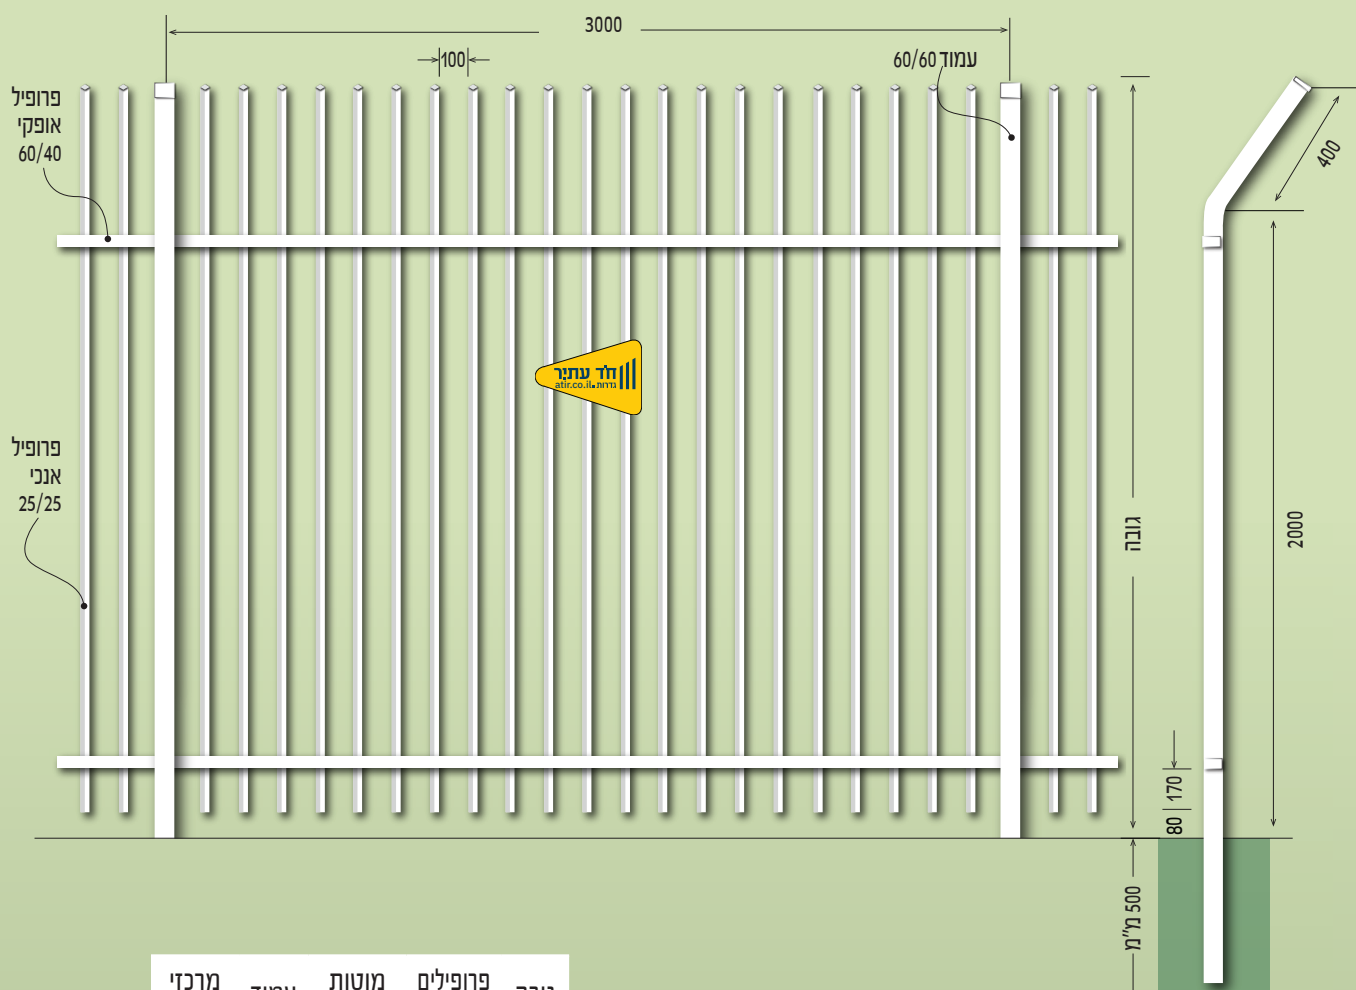 3000
100
עמוד 60/60
פרופיל
אופקי
60/40
400
חד עתיר
גדרות atir.co.il
פרופיל
אנכי
25/25
גובה
2000
170
80
500 מ"מ
פרופילים מוטות מרכזי